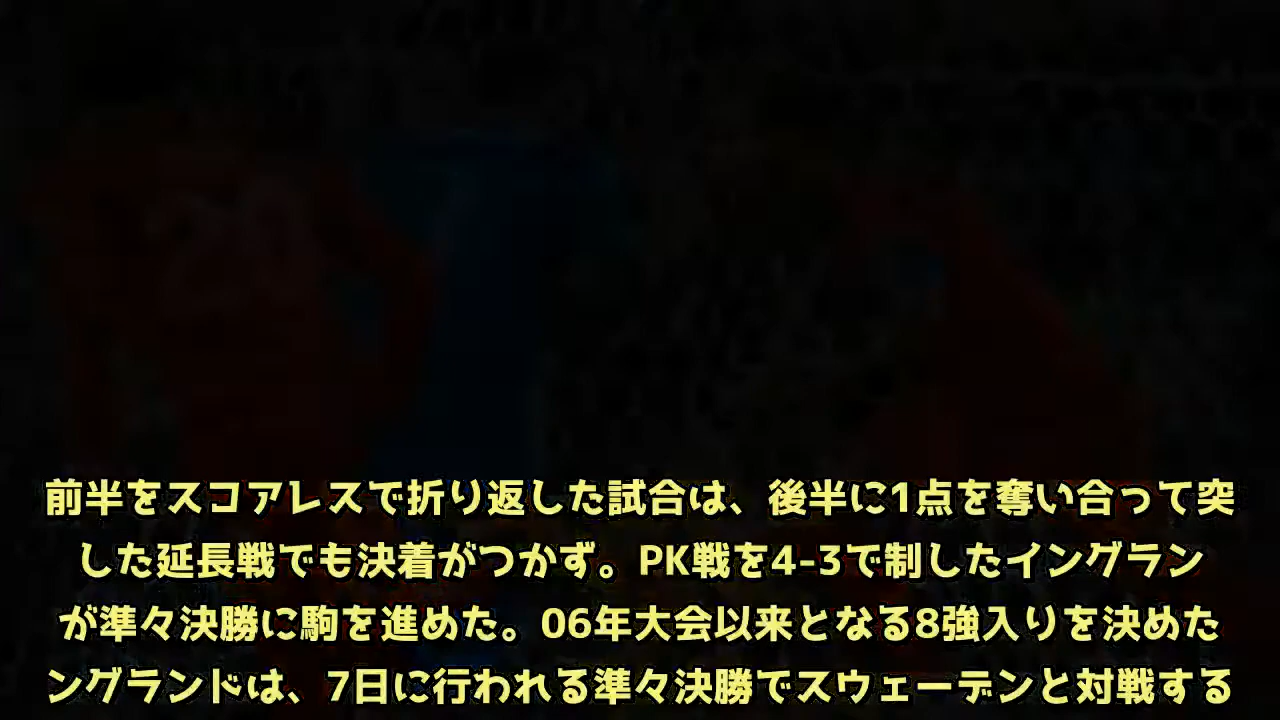 前半をスコアレスで折り返した試合は、後半に1点を奪い合って突
した延長戦でも決着がつかず。PK戦を4-3で制したイングラン
が準々決勝に駒を進めた。06年大会以来となる8強入りを決めた
ングランドは、7日に行われる準々決勝でスウェーデンと対戦する